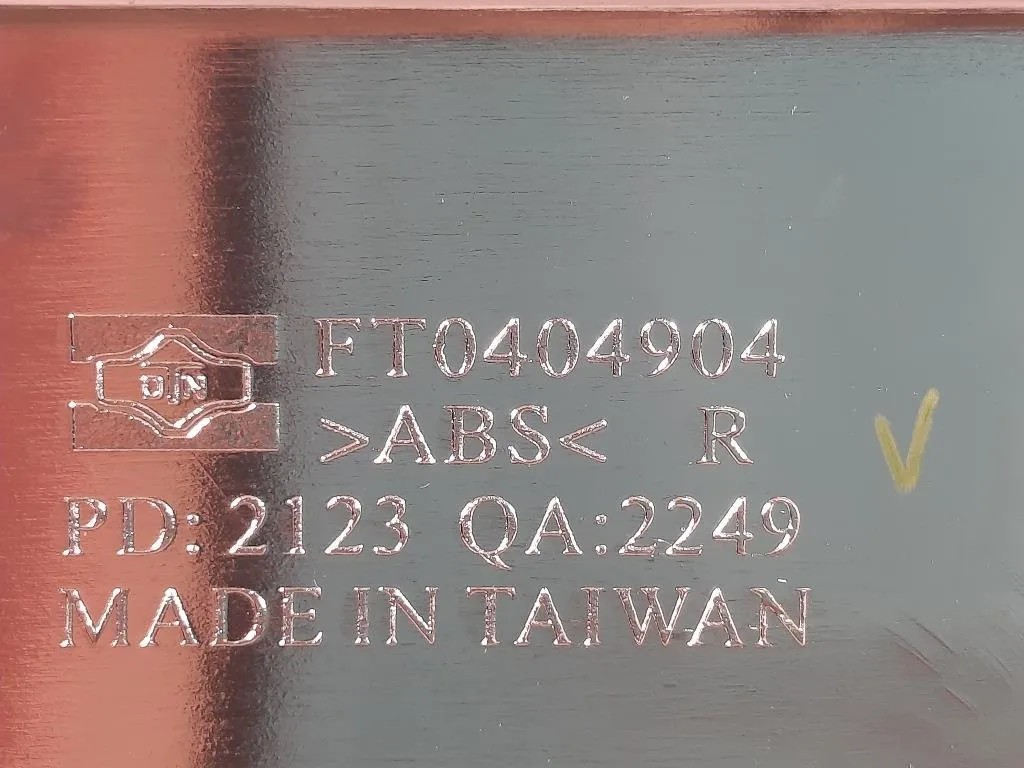 FT0404904
>ABS< R
PD: 2123 QA:2249
MADE IN TAIWAN